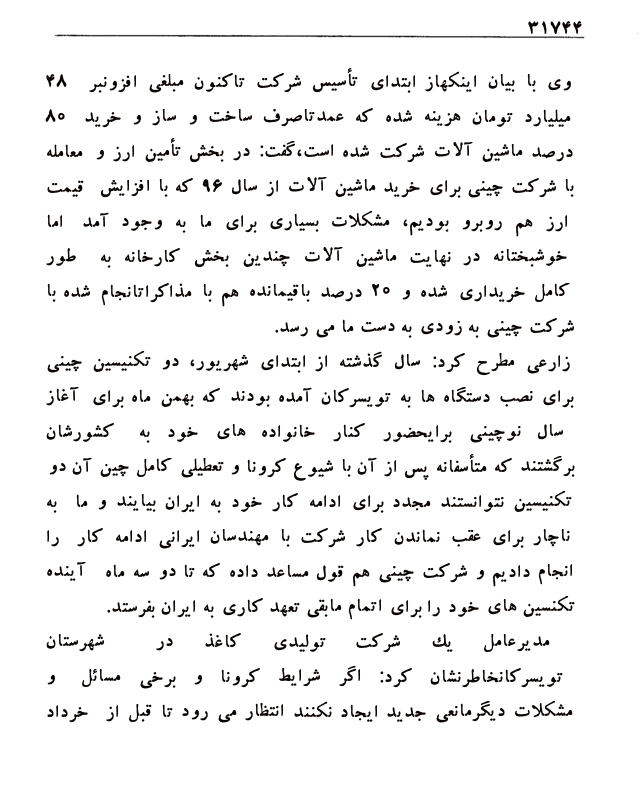 ۳۱۷۴۴
وی با بیان اینکهاز ابتدای تأسیس شرکت تاکنون مبلغی افزونبر ۴۸
میلیارد تومان هزینه شده که عمدتاصرف ساخت و ساز و خرید ۸۰
درصد ماشین آلات شرکت شده است،گفت: در بخش تأمین ارز و معامله
با شرکت چینی برای خرید ماشین آلات از سال ۹۶ که با افزایش قیمت
ارز هم روبرو بودیم، مشکلات بسیاری برای ما به وجود آمد اما
خوشبختانه در نهایت ماشین آلات چندین بخش کارخانه به طور
کامل خریداری شده و ۲۰ درصد باقیمانده هم با مذاکراتانجام شده با
شرکت چینی به زودی به دست ما می رسد.
زارعی مطرح کرد: سال گذشته از ابتدای شهریور، دو تکنیسین چینی
برای نصب دستگاه ها به تویسرکان آمده بودند که بهمن ماه برای آغاز
سال نوچینی برایحضور کنار خانواده های خود به کشورشان
برگشتند که متأسفانه پس از آن با شیوع کرونا و تعطیلی کامل چین آن دو
تکنیسین نتوانستند مجدد برای ادامه کار خود به ایران بیایند و ما به
ناچار برای عقب نماندن کار شرکت با مهندسان ایرانی ادامه کار را
انجام دادیم و شرکت چینی هم قول مساعد داده که تا دو سه ماه آینده
تکنسین های خود را برای اتمام مابقی تعهد کاری به ایران بفرستد.
مدیرعامل یك شرکت تولیدی کاغذ در شهرستان
تویسرکانخاطرنشان کرد: اگر شرایط کرونا و برخی مسائل و
مشکلات دیگرمانعی جدید ایجاد نکنند انتظار می رود تا قبل از خرداد